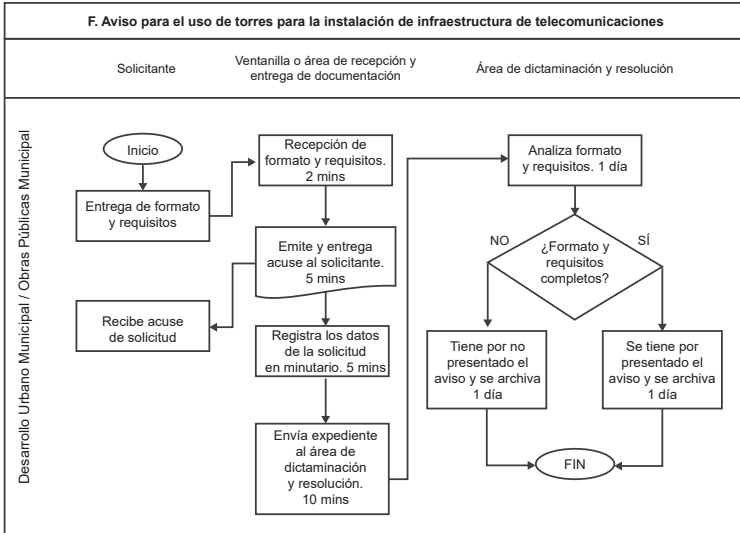 F. Aviso para el uso de torres para la instalación de infraestructura de telecomunicaciones
Solicitante
Ventanilla o área de recepción y
entrega de documentación
Área de dictaminación y resolución
Desarrollo Urbano Municipal / Obras Públicas Municipal
Inicio
Entrega de formato
y requisitos
Recepción de
formato y requisitos.
2 mins
Emite y entrega
acuse al solicitante.
5 mins
Recibe acuse
de solicitud
Registra los datos
de la solicitud
en minutario. 5 mins
Envía expediente
al área de
dictaminación
y resolución.
10 mins
Analiza formato
y requisitos. 1 día
¿Formato y
requisitos
completos?
NO
SÍ
Tiene por no
presentado el
aviso y se archiva
1 día
Se tiene por
presentado el
aviso y se archiva
1 día
FIN